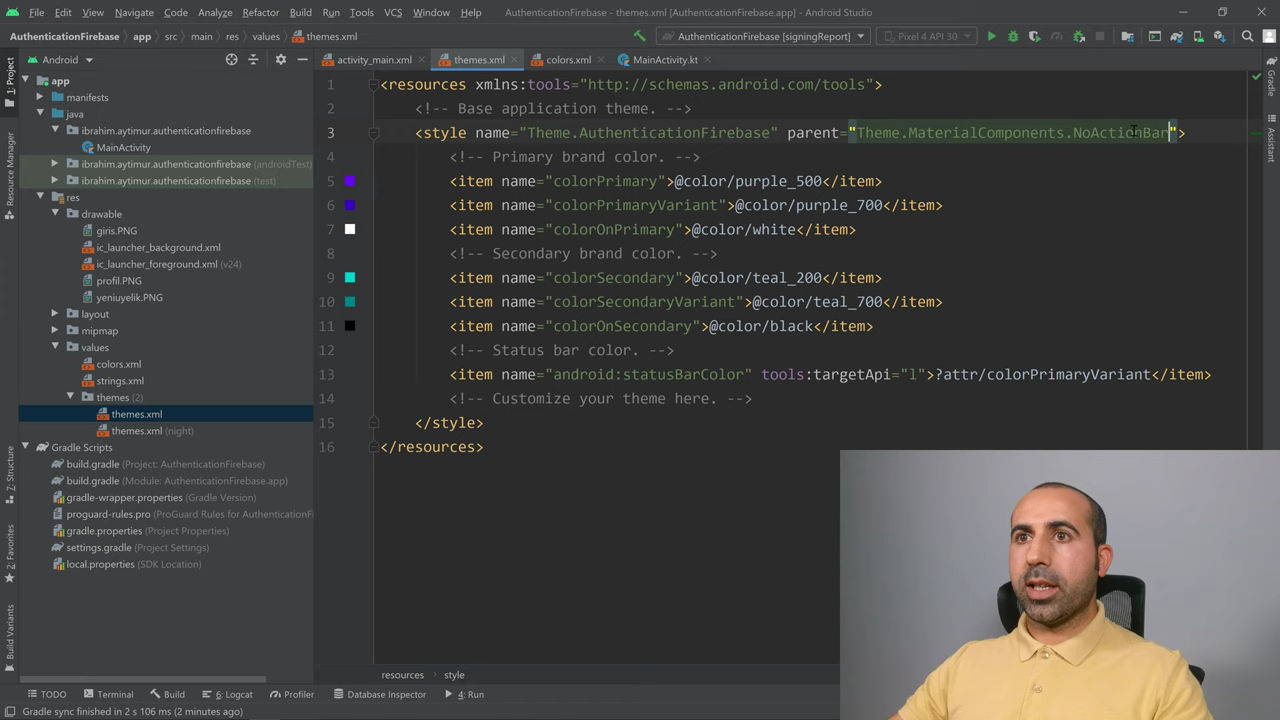 File Edit View Navigate Code Analyze Refactor Build Run Tools VCS Window Help AuthenticationFirebase - themes.xml [AuthenticationFirebase.app] - Android Studio
AuthenticationFirebase app src main res values themes.xml AuthenticationFirebase [signingReport] Pixel 4 API 30
Android
activity_main.xml themes.xml colors.xml MainActivity.kt
1: Project
Resource Manager
Z: Structure
2: Favorites
Build Variants
Gradle
Assistant
app
manifests
java
ibrahim.aytimur.authenticationfirebase
MainActivity
ibrahim.aytimur.authenticationfirebase (androidTest)
ibrahim.aytimur.authenticationfirebase (test)
res
drawable
giris.PNG
ic_launcher_background.xml
ic_launcher_foreground.xml (v24)
profil.PNG
yeniuyelik.PNG
layout
mipmap
values
colors.xml
strings.xml
themes (2)
themes.xml
themes.xml (night)
Gradle Scripts
build.gradle (Project: AuthenticationFirebase)
build.gradle (Module: AuthenticationFirebase.app)
gradle-wrapper.properties (Gradle Version)
proguard-rules.pro (ProGuard Rules for AuthenticationFi
gradle.properties (Project Properties)
settings.gradle (Project Settings)
local.properties (SDK Location)
1 <resources xmlns:tools="http://schemas.android.com/tools">
2 <!-- Base application theme. -->
3 <style name="Theme.AuthenticationFirebase" parent="Theme.MaterialComponents.NoActionBar">
4 <!-- Primary brand color. -->
5 <item name="colorPrimary">@color/purple_500</item>
6 <item name="colorPrimaryVariant">@color/purple_700</item>
7 <item name="colorOnPrimary">@color/white</item>
8 <!-- Secondary brand color. -->
9 <item name="colorSecondary">@color/teal_200</item>
10 <item name="colorSecondaryVariant">@color/teal_700</item>
11 <item name="colorOnSecondary">@color/black</item>
12 <!-- Status bar color. -->
13 <item name="android:statusBarColor" tools:targetApi="l">?attr/colorPrimaryVariant</item>
14 <!-- Customize your theme here. -->
15 </style>
16 </resources>
resources style
TODO Terminal Build 6: Logcat Profiler Database Inspector 4: Run
Gradle sync finished in 2 s 106 ms (2 minutes ago)